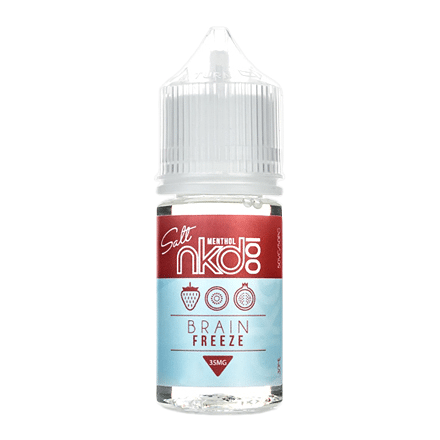 Salt
MENTHOL
nkd100
BRAIN
FREEZE
35MG